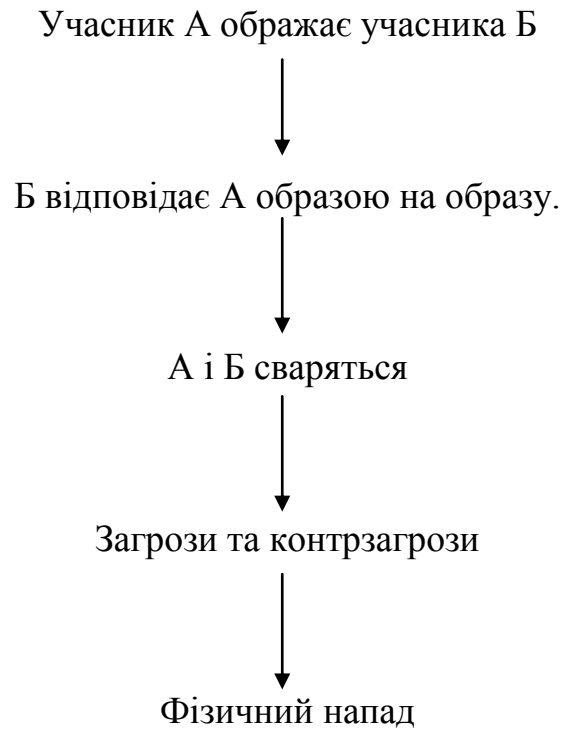 Учасник А ображає учасника Б
Б відповідає А образою на образу.
А і Б сваряться
Загрози та контрзагрози
Фізичний напад